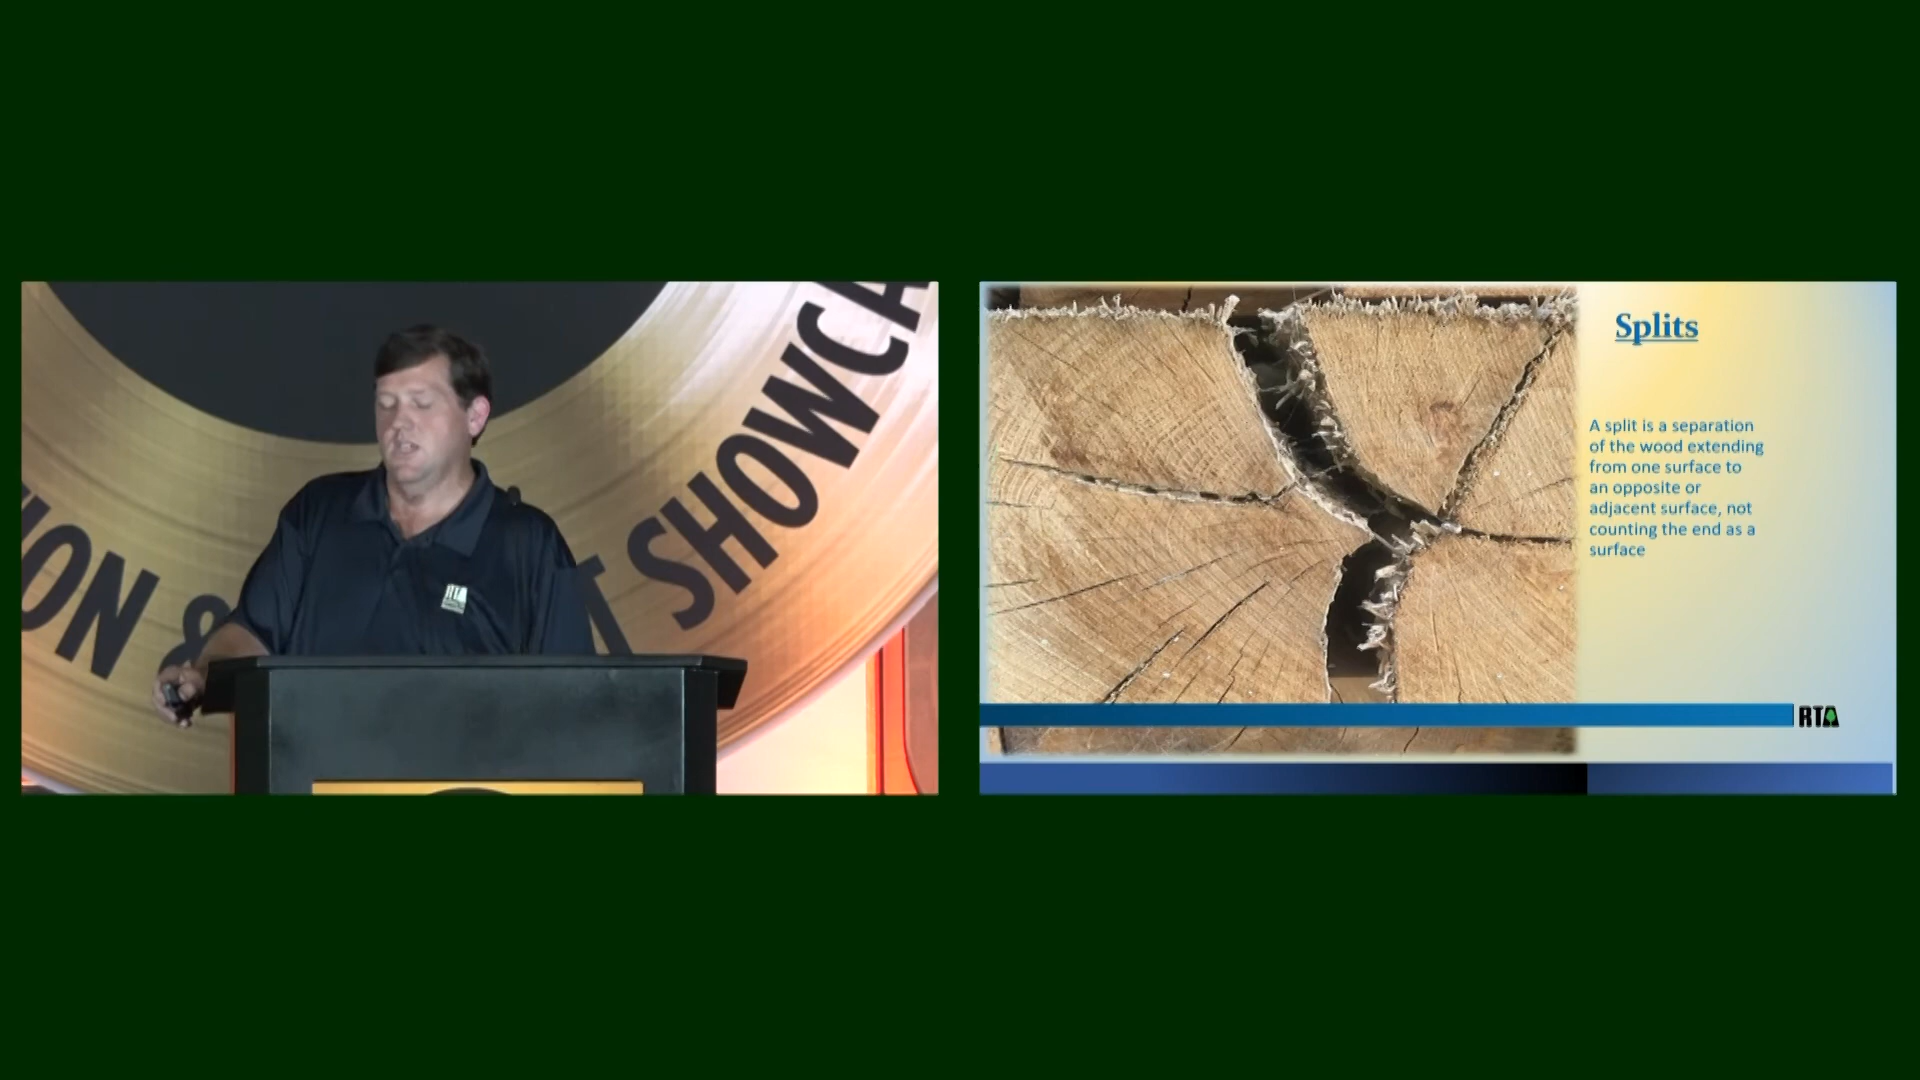 ION & T SHOWCA
RTA
Splits
A split is a separation
of the wood extending
from one surface to
an opposite or
adjacent surface, not
counting the end as a
surface
RTA